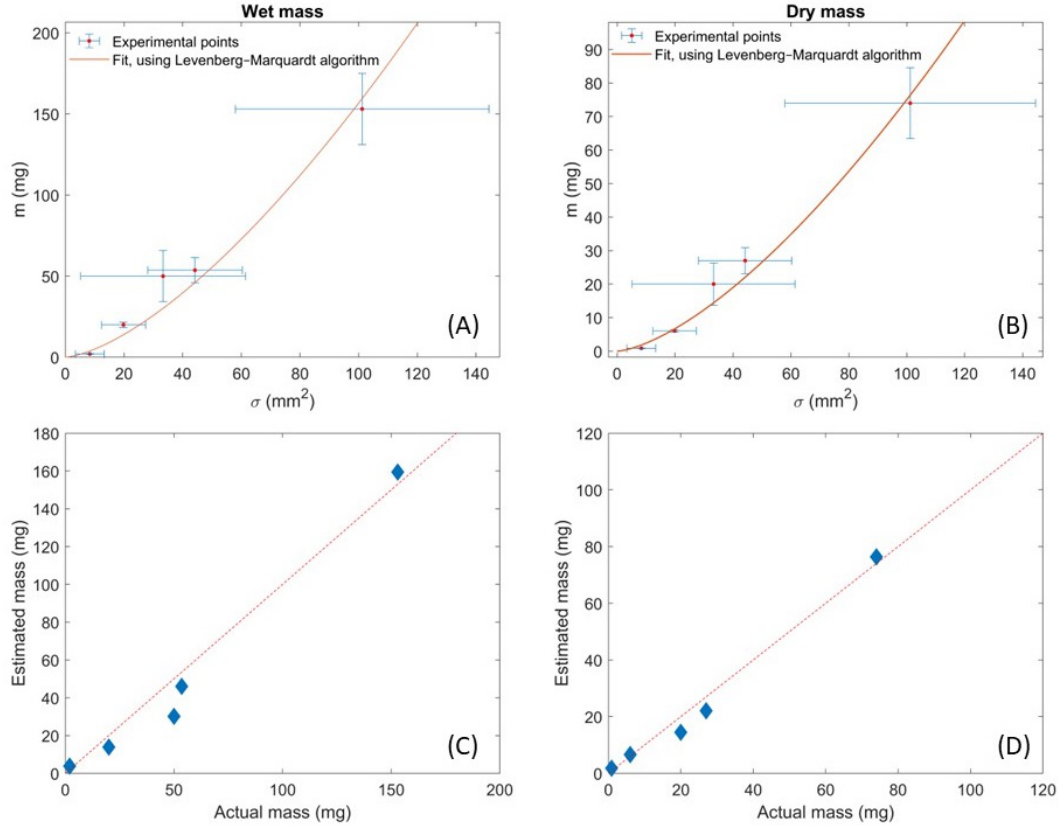 Wet mass
Experimental points
Fit, using Levenberg-Marquardt algorithm
200
150
100
50
0
m (mg)
(A)
0 20 40 60 80 100 120 140
σ (mm²)
Dry mass
Experimental points
Fit, using Levenberg-Marquardt algorithm
90
80
70
60
50
40
30
20
10
0
m (mg)
(B)
0 20 40 60 80 100 120 140
σ (mm²)
180
160
140
120
100
80
60
40
20
0
Estimated mass (mg)
(C)
0 50 100 150 200
Actual mass (mg)
120
100
80
60
40
20
0
Estimated mass (mg)
(D)
0 20 40 60 80 100 120
Actual mass (mg)